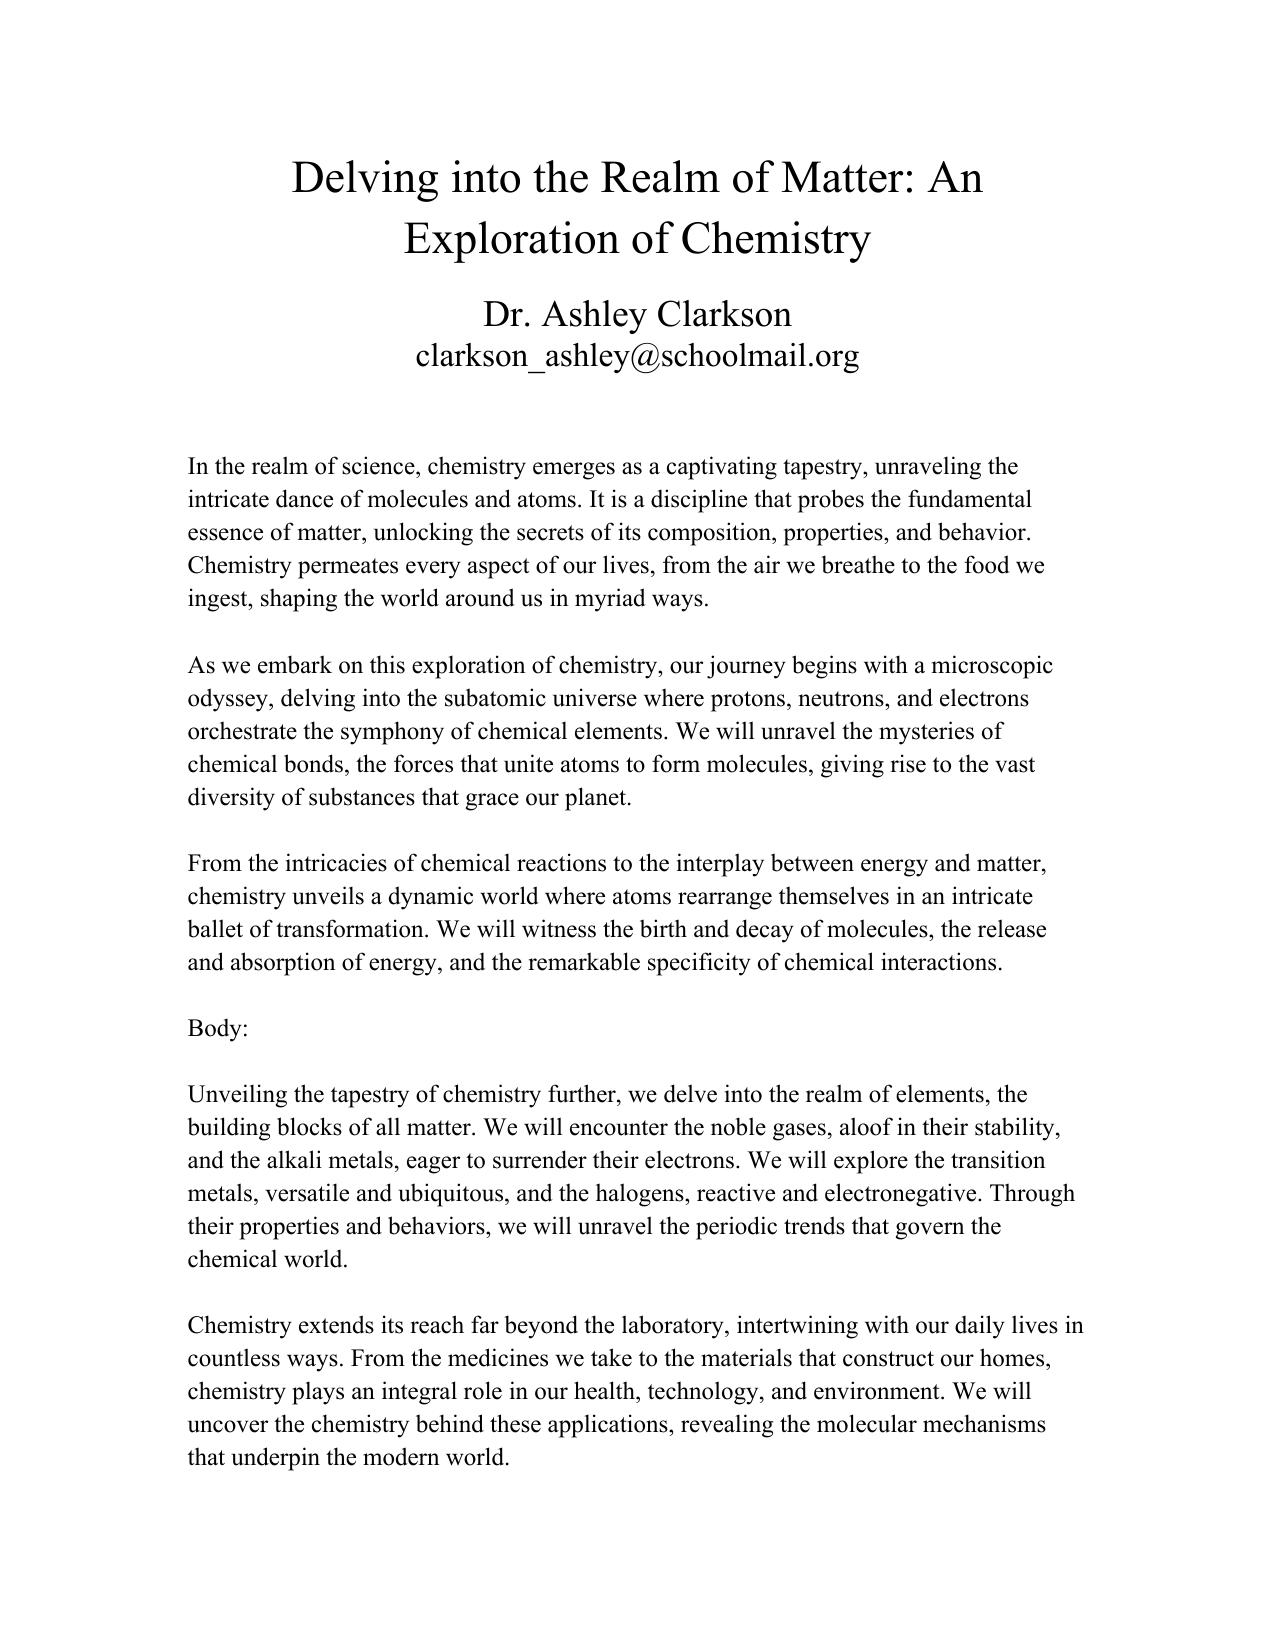 Delving into the Realm of Matter: An
Exploration of Chemistry
Dr. Ashley Clarkson
clarkson_ashley@schoolmail.org
In the realm of science, chemistry emerges as a captivating tapestry, unraveling the
intricate dance of molecules and atoms. It is a discipline that probes the fundamental
essence of matter, unlocking the secrets of its composition, properties, and behavior.
Chemistry permeates every aspect of our lives, from the air we breathe to the food we
ingest, shaping the world around us in myriad ways.
As we embark on this exploration of chemistry, our journey begins with a microscopic
odyssey, delving into the subatomic universe where protons, neutrons, and electrons
orchestrate the symphony of chemical elements. We will unravel the mysteries of
chemical bonds, the forces that unite atoms to form molecules, giving rise to the vast
diversity of substances that grace our planet.
From the intricacies of chemical reactions to the interplay between energy and matter,
chemistry unveils a dynamic world where atoms rearrange themselves in an intricate
ballet of transformation. We will witness the birth and decay of molecules, the release
and absorption of energy, and the remarkable specificity of chemical interactions.
Body:
Unveiling the tapestry of chemistry further, we delve into the realm of elements, the
building blocks of all matter. We will encounter the noble gases, aloof in their stability,
and the alkali metals, eager to surrender their electrons. We will explore the transition
metals, versatile and ubiquitous, and the halogens, reactive and electronegative. Through
their properties and behaviors, we will unravel the periodic trends that govern the
chemical world.
Chemistry extends its reach far beyond the laboratory, intertwining with our daily lives in
countless ways. From the medicines we take to the materials that construct our homes,
chemistry plays an integral role in our health, technology, and environment. We will
uncover the chemistry behind these applications, revealing the molecular mechanisms
that underpin the modern world.